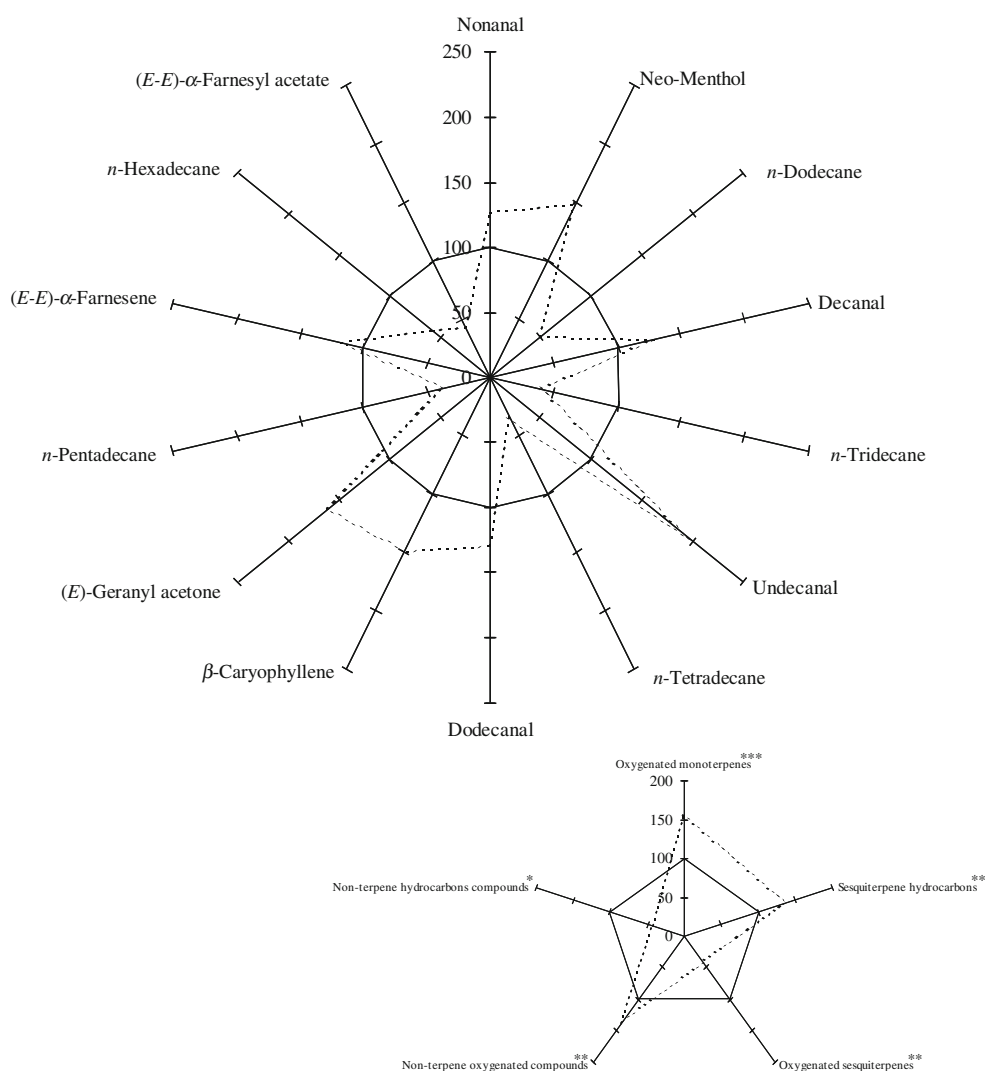 Nonanal
250
(E-E)-α-Farnesyl acetate
Neo-Menthol
200
n-Hexadecane
n-Dodecane
150
100
(E-E)-α-Farnesene
Decanal
50
0
n-Pentadecane
n-Tridecane
(E)-Geranyl acetone
Undecanal
β-Caryophyllene
n-Tetradecane
Dodecanal
Oxygenated monoterpenes***
200
150
100
Non-terpene hydrocarbons compounds*
Sesquiterpene hydrocarbons**
50
0
Non-terpene oxygenated compounds**
Oxygenated sesquiterpenes**